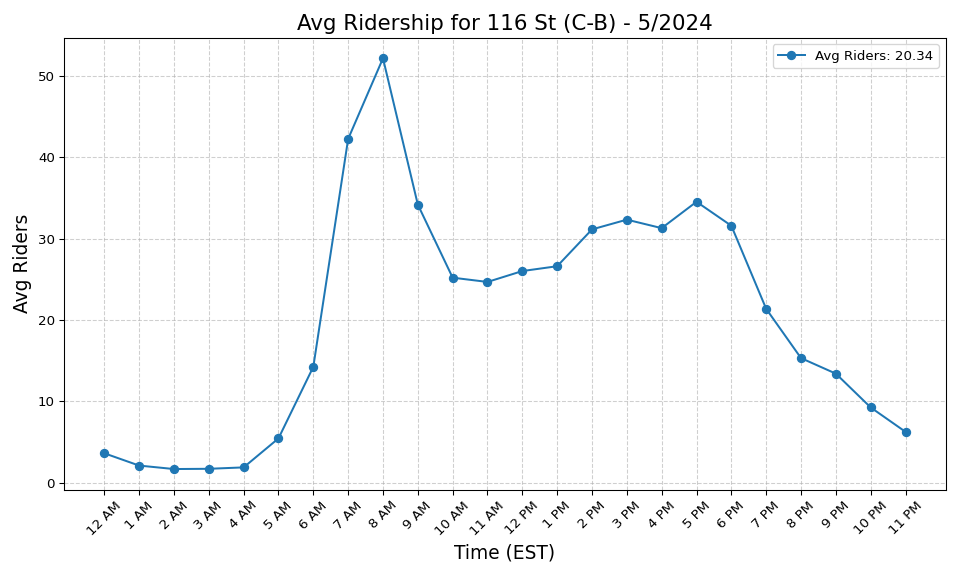 Avg Ridership for 116 St (C-B) - 5/2024
Avg Riders: 20.34
Avg Riders
50
40
30
20
10
0
12 AM
1 AM
2 AM
3 AM
4 AM
5 AM
6 AM
7 AM
8 AM
9 AM
10 AM
11 AM
12 PM
1 PM
2 PM
3 PM
4 PM
5 PM
6 PM
7 PM
8 PM
9 PM
10 PM
11 PM
Time (EST)